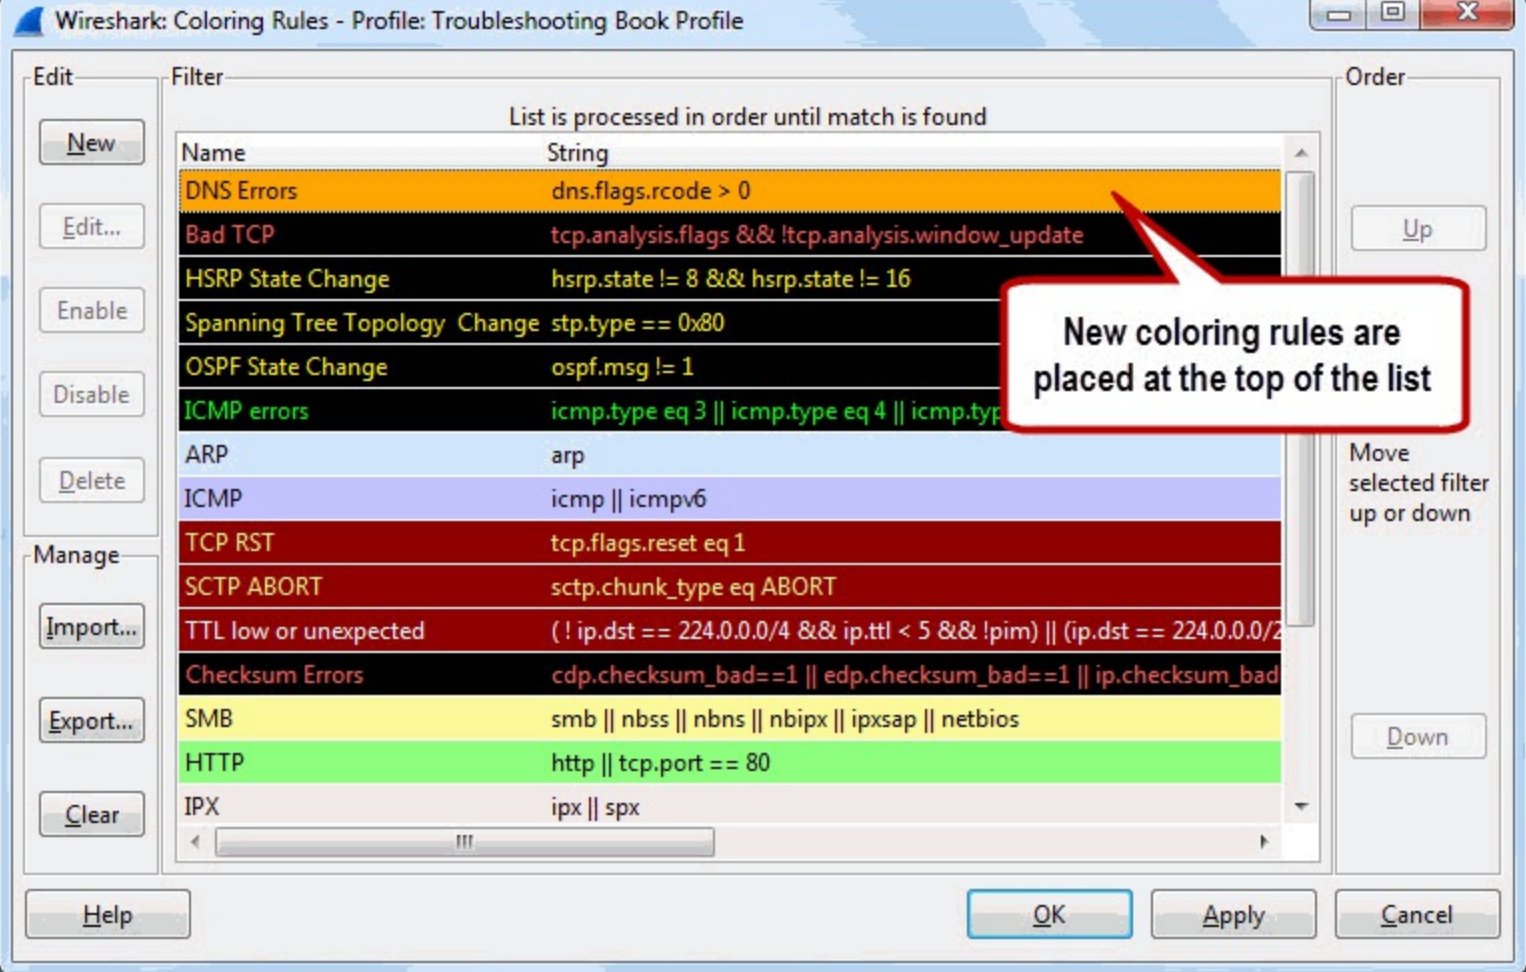 Wireshark: Coloring Rules - Profile: Troubleshooting Book Profile
Edit
Filter
Order
List is processed in order until match is found
New
Name String
DNS Errors dns.flags.rcode > 0
Edit...
Up
Bad TCP tcp.analysis.flags && !tcp.analysis.window_update
HSRP State Change hsrp.state != 8 && hsrp.state != 16
Enable
Spanning Tree Topology Change stp.type == 0x80
New coloring rules are
placed at the top of the list
OSPF State Change ospf.msg != 1
Disable
ICMP errors icmp.type eq 3 || icmp.type eq 4 || icmp.typ
ARP arp
Move
selected filter
up or down
Delete
ICMP icmp || icmpv6
TCP RST tcp.flags.reset eq 1
Manage
SCTP ABORT sctp.chunk_type eq ABORT
Import...
TTL low or unexpected ( ! ip.dst == 224.0.0.0/4 && ip.ttl < 5 && !pim) || (ip.dst == 224.0.0.0/2
Checksum Errors cdp.checksum_bad==1 || edp.checksum_bad==1 || ip.checksum_bad
Export...
SMB smb || nbss || nbns || nbipx || ipxsap || netbios
Down
HTTP http || tcp.port == 80
Clear
IPX ipx || spx
Help
OK
Apply
Cancel